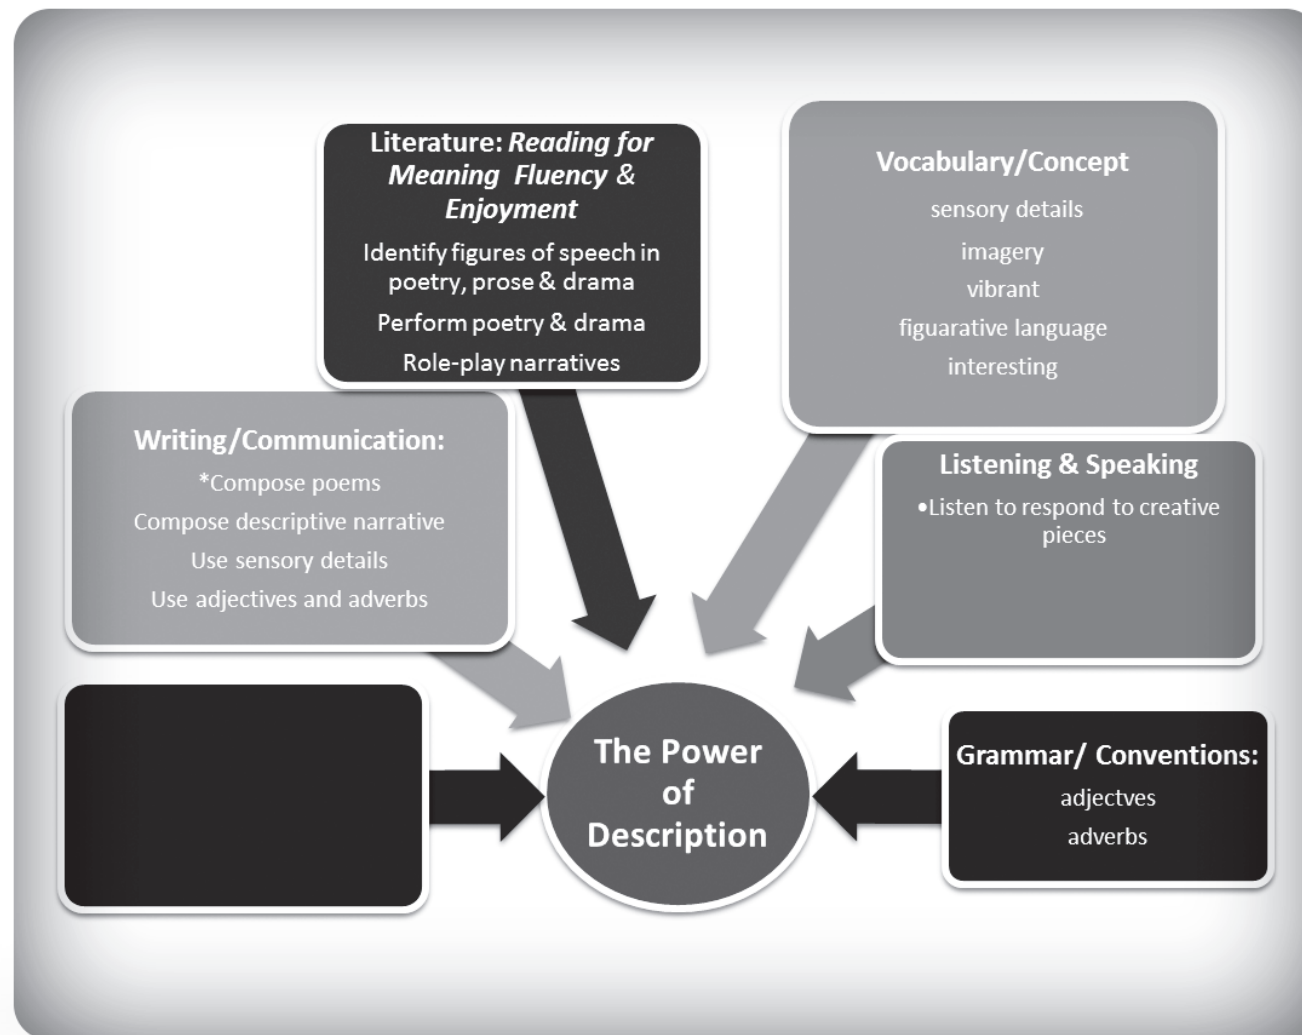 Literature: Reading for
Meaning Fluency &
Enjoyment
Identify figures of speech in
poetry, prose & drama
Perform poetry & drama
Role-play narratives
Vocabulary/Concept
sensory details
imagery
vibrant
figuarative language
interesting
Writing/Communication:
*Compose poems
Compose descriptive narrative
Use sensory details
Use adjectives and adverbs
Listening & Speaking
•Listen to respond to creative
pieces
The Power
of
Description
Grammar/ Conventions:
adjectves
adverbs